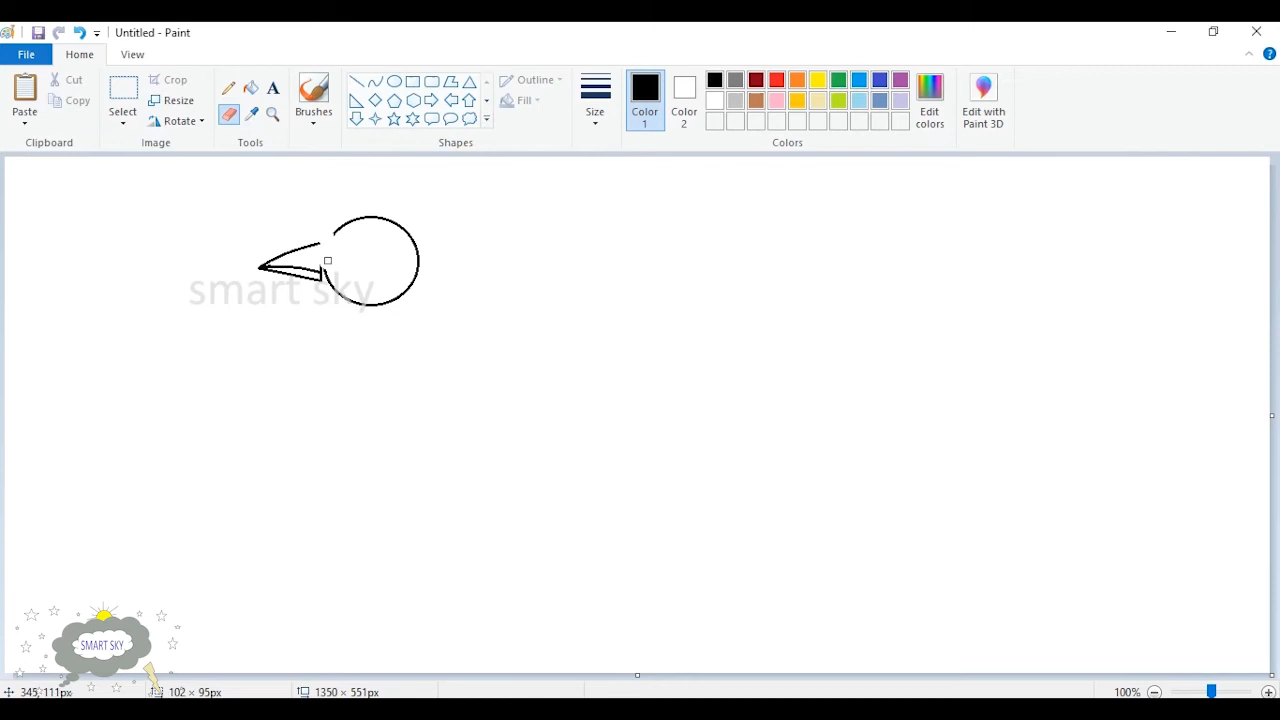 Untitled - Paint
File Home View
Paste
Cut
Copy
Clipboard
Select
Crop
Resize
Rotate
Image
Tools
Brushes
Shapes
Outline
Fill
Size
Color 1
Color 2
Edit colors
Colors
Edit with Paint 3D
smart sky
SMART SKY
345, 111px
102 × 95px
1350 × 551px
100%